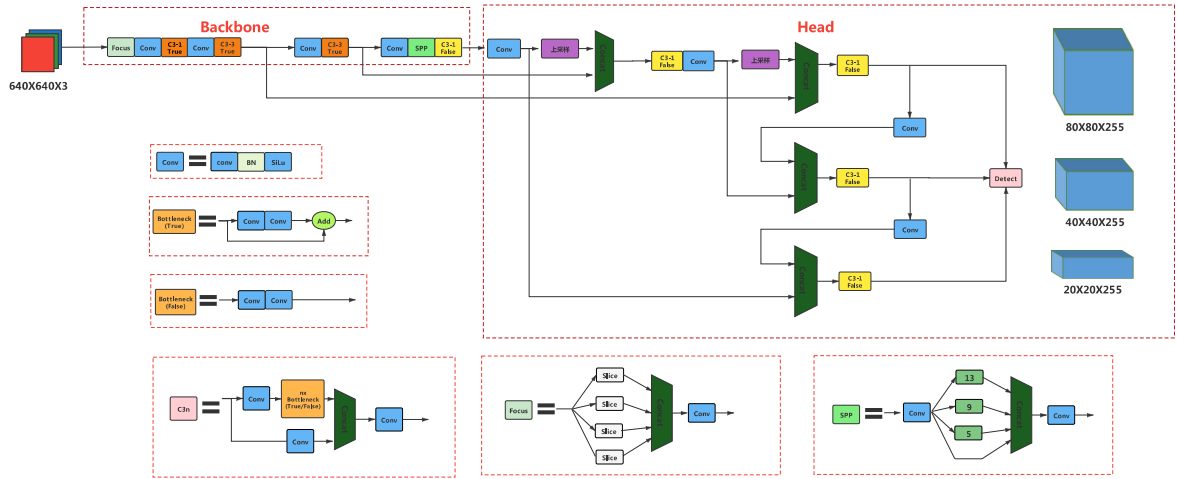 Backbone
Head
640X640X3
Focus
Conv
C3-1
True
Conv
C3-3
True
Conv
C3-3
True
Conv
SPP
C3-1
False
Conv
上采样
Concat
C3-1
False
Conv
上采样
Concat
C3-1
False
Conv
Concat
C3-1
False
Conv
Concat
C3-1
False
Detect
80X80X255
40X40X255
20X20X255
Conv
conv
BN
SiLu
Bottleneck
(True)
Conv
Conv
Add
Bottleneck
(False)
Conv
Conv
C3n
Conv
nx
Bottleneck
(True/False)
Conv
Concat
Conv
Focus
Slice
Slice
Slice
Slice
Concat
Conv
SPP
Conv
13
9
5
Concat
Conv